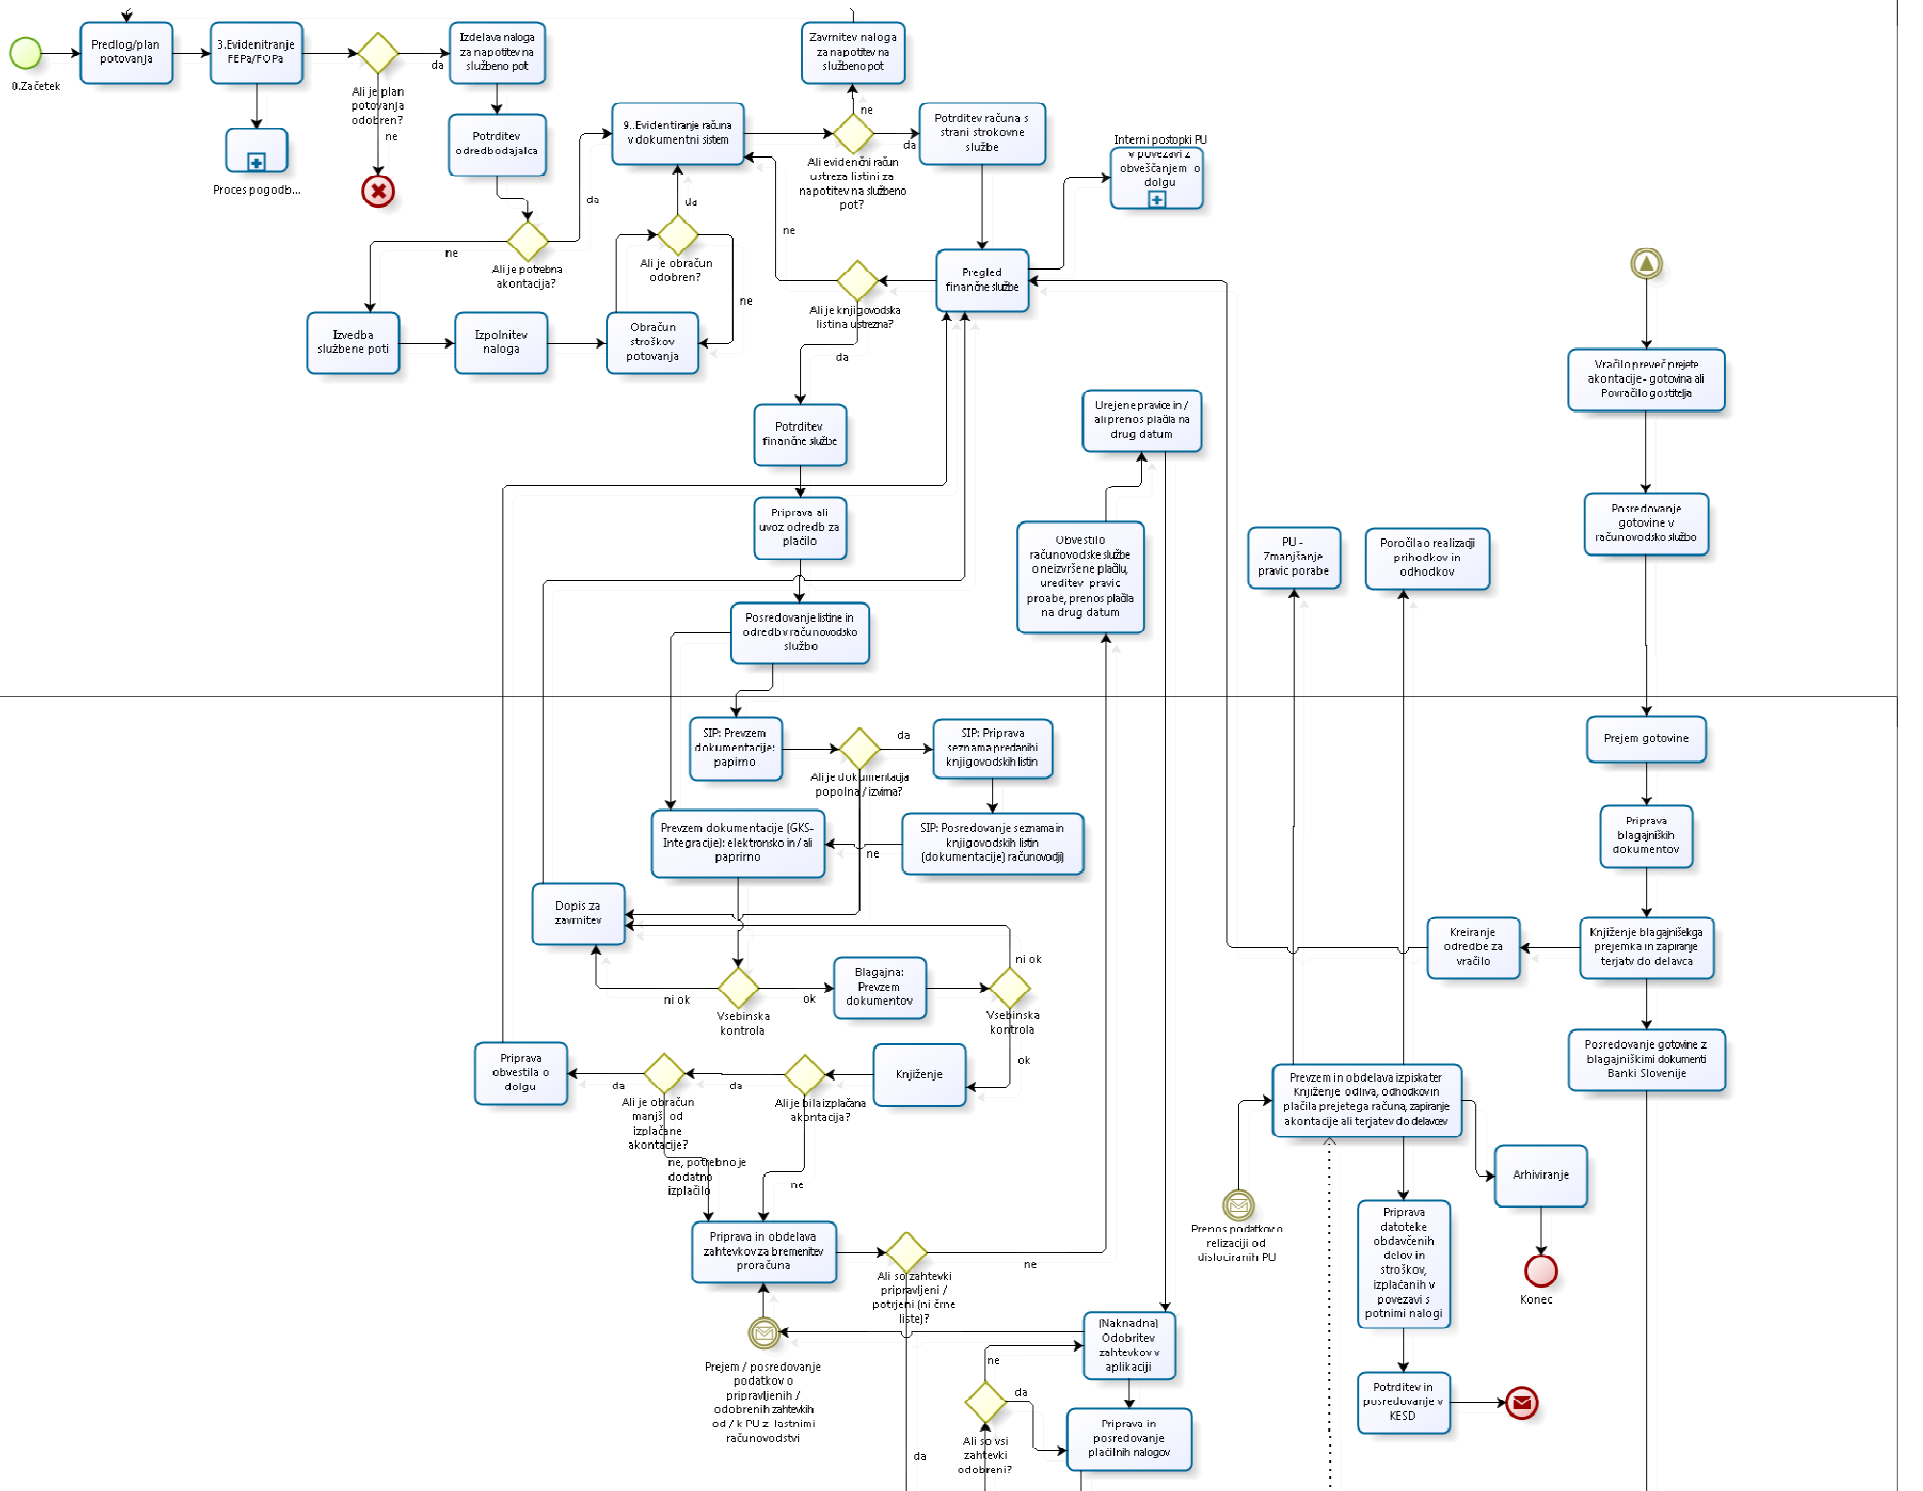 0.Začetek
Predlog/plan
potovanja
3.Evidenitranje
FEPa/FOPa
Proces pogodb...
Ali je plan
potovanja
odobren?
da
ne
Izdelava naloga
za napotitev na
službeno pot
Potrditev
odredbodajalca
Ali je potrebna
akontacija?
ne
da
Izvedba
službene poti
Izpolnitev
naloga
Obračun
stroškov
potovanja
Ali je obračun
odobren?
da
ne
9..Evidentiranje računa
v dokumentni sistem
Zavrnitev naloga
za napotitev na
službeno pot
ne
da
Ali evidenčni račun
ustreza listini za
napotitev na službeno
pot?
Potrditev računa s
strani strokovne
službe
Interni postopki PU
v povezavi z
obveščanjem o
dolgu
Pregled
finančne službe
Ali je knjigovodska
listina ustrezna?
ne
da
Potrditev
finančne službe
Priprava ali
uvoz odredb za
plačilo
Posredovanje listine in
odredb v računovodsko
službo
Urejene pravice in /
ali prenos plačila na
drug datum
Obvestilo
računovodske službe
o neizvršene plačilu,
ureditev pravic
proabe, prenos plačila
na drug datum
PU -
Zmanjšanje
pravic porabe
Poročila o realizaciji
prihodkov in
odhodkov
Vračilo preveč prejete
akontacije - gotovina ali
Povračilo gostitelja
Posredovanje
gotovine v
računovodsko službo
SIP: Prevzem
dokumentacije:
papirno
Ali je dokumentacija
popolna / izvirna?
da
ne
SIP: Priprava
seznama predanih
knjigovodskih listin
SIP: Posredovanje seznama in
knjigovodskih listin
(dokumentacije) računovodji
Prevzem dokumentacije (GKS-
Integracije): elektronsko in / ali
paprirno
Dopis za
zavrnitev
Vsebinska
kontrola
ni ok
ok
Blagajna:
Prevzem
dokumentov
Vsebinska
kontrola
ni ok
ok
Knjiženje
Ali je bila izplačana
akontacija?
da
ne
Ali je obračun
manjši od
izplačane
akontacije?
da
ne, potrebno je
dodatno
izplačilo
Priprava
obvestila o
dolgu
Priprava in obdelava
zahtevkov za bremenitev
proračuna
Ali so zahtevki
pripravljeni /
potrjeni (ni črne
liste)?
ne
da
Prejem / posredovanje
podatkov o
pripravljenih /
odobrenih zahtevkih
od / k PU z lastnimi
računovodstvi
(Naknadna)
Odobritev
zahtevkov v
aplikaciji
Ali so vsi
zahtevki
odobreni?
ne
da
Priprava in
posredovanje
plačilnih nalogov
Prejem gotovine
Priprava
blagajniških
dokumentov
Knjiženje blagajniškega
prejemka in zapiranje
terjatv do delavca
Kreiranje
odredbe za
vračilo
Posredovanje gotovine z
blagajniškimi dokumenti
Banki Slovenije
Prevzem in obdelava izpiska ter
Knjiženje odliva, odhodkov in
plačila prejetega računa, zapiranje
akontacije ali terjatev do delavcev
Prenos podatkov o
relizaciji od
dislociranih PU
Arhiviranje
Konec
Priprava
datoteke
obdavčenih
delov in
stroškov,
izplačanih v
povezavi s
potnimi nalogi
Potrditev in
posredovanje v
KESD